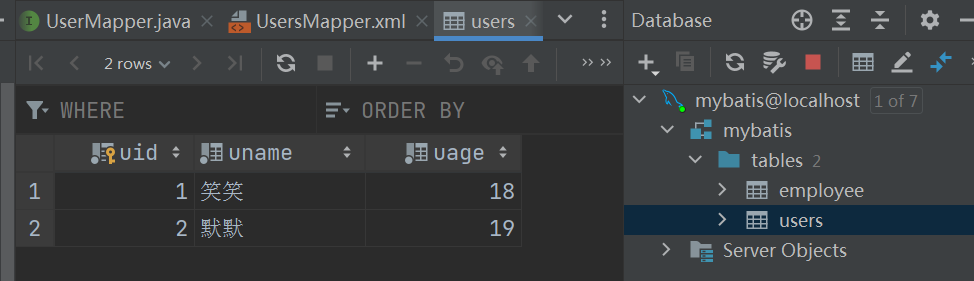 UserMapper.java
UsersMapper.xml
users
Database
2 rows
WHERE
ORDER BY
mybatis@localhost 1 of 7
mybatis
tables 2
employee
users
Server Objects
uid uname uage
1 1 笑笑 18
2 2 默默 19